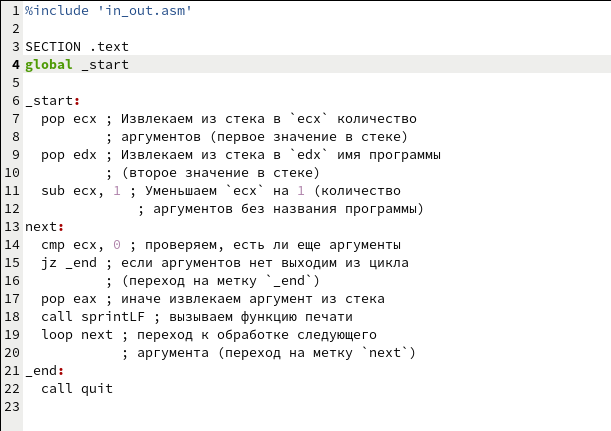 1 %include 'in_out.asm'
2
3 SECTION .text
4 global _start
5
6 _start:
7 pop ecx ; Извлекаем из стека в `ecx` количество
8 ; аргументов (первое значение в стеке)
9 pop edx ; Извлекаем из стека в `edx` имя программы
10 ; (второе значение в стеке)
11 sub ecx, 1 ; Уменьшаем `ecx` на 1 (количество
12 ; аргументов без названия программы)
13 next:
14 cmp ecx, 0 ; проверяем, есть ли еще аргументы
15 jz _end ; если аргументов нет выходим из цикла
16 ; (переход на метку `_end`)
17 pop eax ; иначе извлекаем аргумент из стека
18 call sprintLF ; вызываем функцию печати
19 loop next ; переход к обработке следующего
20 ; аргумента (переход на метку `next`)
21 _end:
22 call quit
23